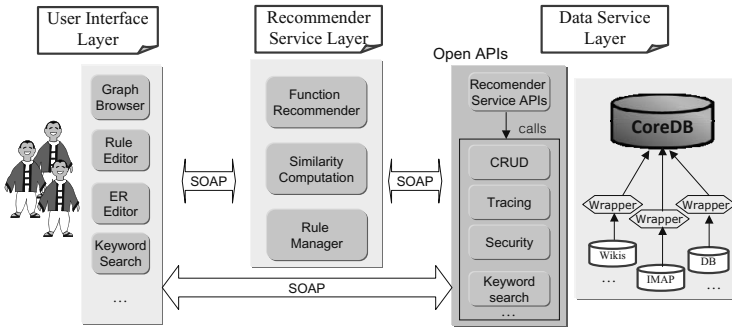 User Interface
Layer
Recommender
Service Layer
Data Service
Layer
Open APIs
Graph
Browser
Rule
Editor
ER
Editor
Keyword
Search
...
SOAP
Function
Recommender
Similarity
Computation
Rule
Manager
SOAP
SOAP
Recomender
Service APIs
calls
CRUD
Tracing
Security
Keyword
search
...
CoreDB
Wrapper
Wrapper
Wrapper
Wikis
IMAP
DB
...
...